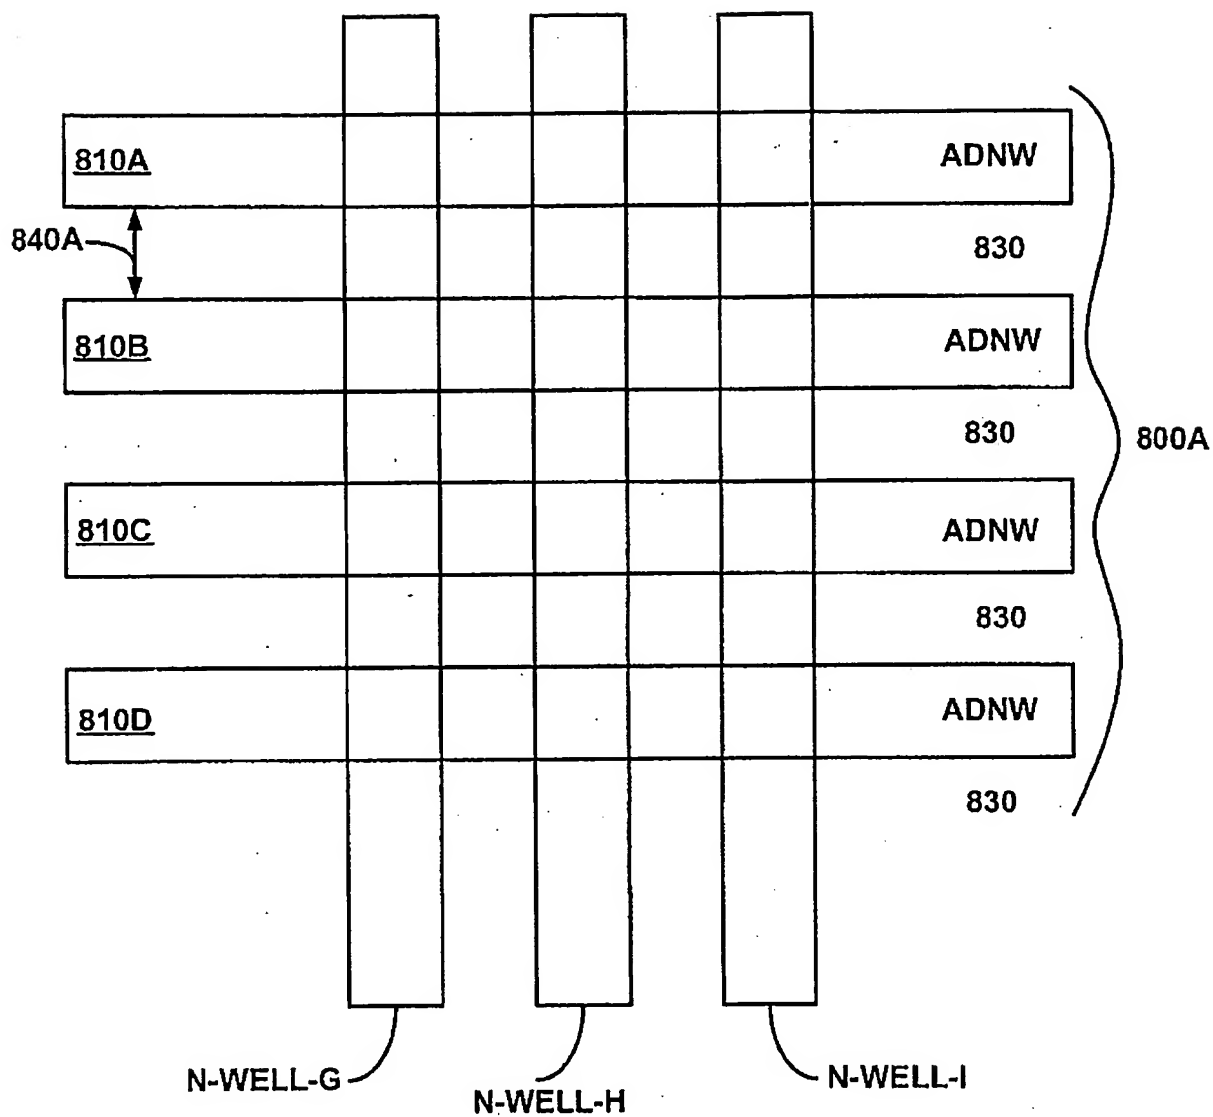 810A ADNW
840A 830
810B ADNW
830 800A
810C ADNW
830
810D ADNW
830
N-WELL-G N-WELL-H N-WELL-I